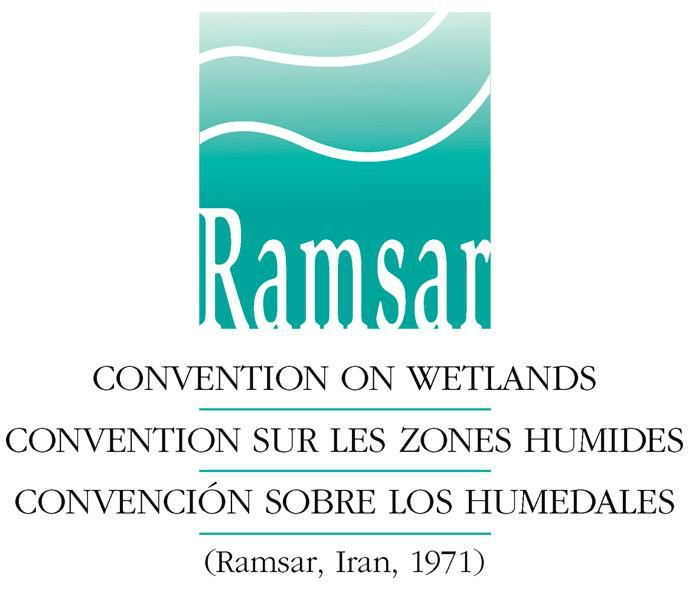 Ramsar
CONVENTION ON WETLANDS
CONVENTION SUR LES ZONES HUMIDES
CONVENCIÓN SOBRE LOS HUMEDALES
(Ramsar, Iran, 1971)